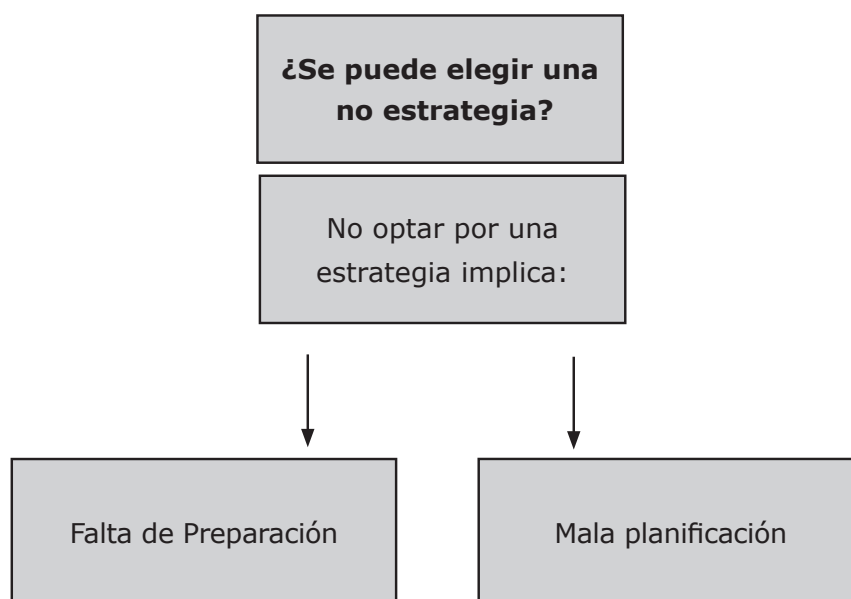 ¿Se puede elegir una
no estrategia?
No optar por una
estrategia implica:
Falta de Preparación
Mala planificación